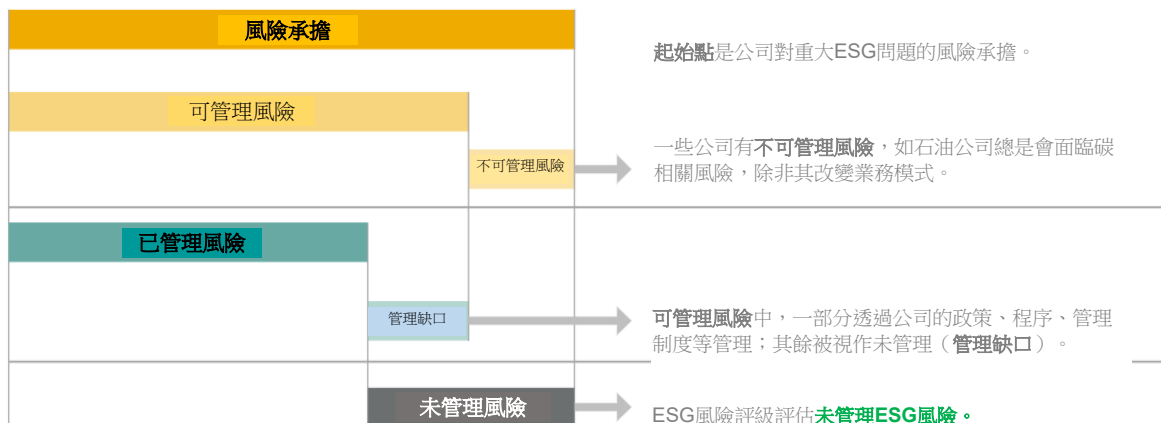 風險承擔
起始點是公司對重大ESG問題的風險承擔。
可管理風險
不可管理風險
一些公司有不可管理風險，如石油公司總是會面臨碳
相關風險，除非其改變業務模式。
已管理風險
管理缺口
可管理風險中，一部分透過公司的政策、程序、管理
制度等管理；其餘被視作未管理（管理缺口）。
未管理風險
ESG風險評級評估未管理ESG風險。